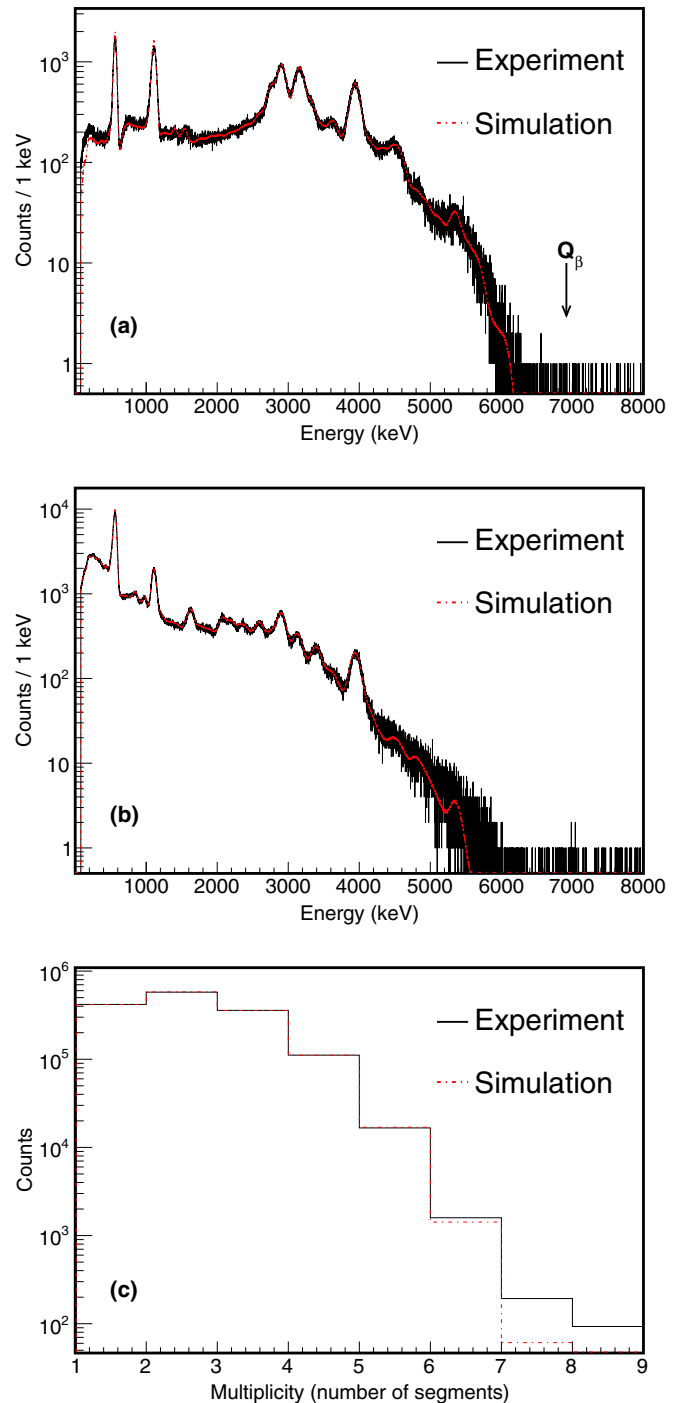 10³
Experiment
Simulation
10²
Counts / 1 keV
Qβ
10
(a)
1
1000 2000 3000 4000 5000 6000 7000 8000
Energy (keV)
10⁴
Experiment
10³
Simulation
Counts / 1 keV
10²
10
(b)
1
1000 2000 3000 4000 5000 6000 7000 8000
Energy (keV)
10⁶
Experiment
10⁵
Simulation
Counts
10⁴
10³
(c)
10²
1 2 3 4 5 6 7 8 9
Multiplicity (number of segments)